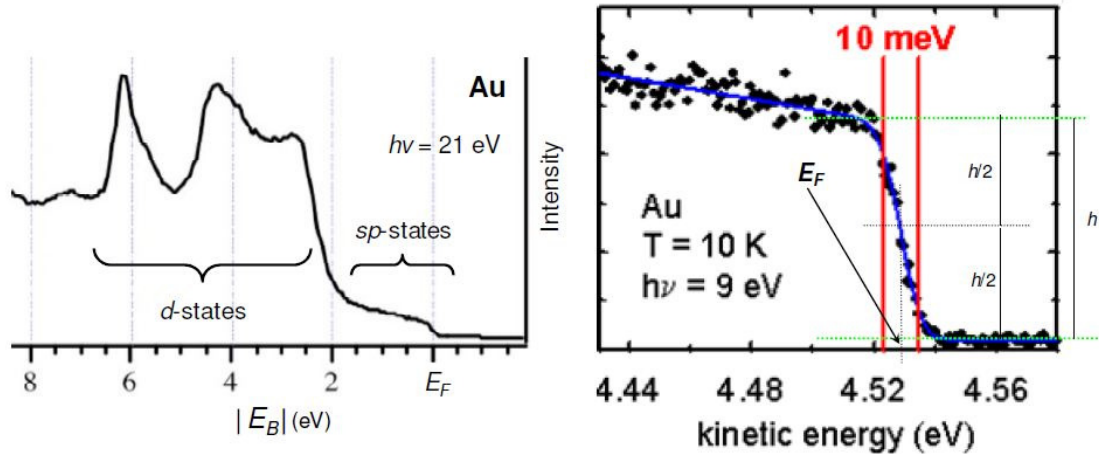 Au
hν = 21 eV
sp-states
d-states
8
6
4
2
E_F
| E_B| (eV)
Intensity
10 meV
E_F
h/2
h
h/2
Au
T = 10 K
hν = 9 eV
4.44
4.48
4.52
4.56
kinetic energy (eV)